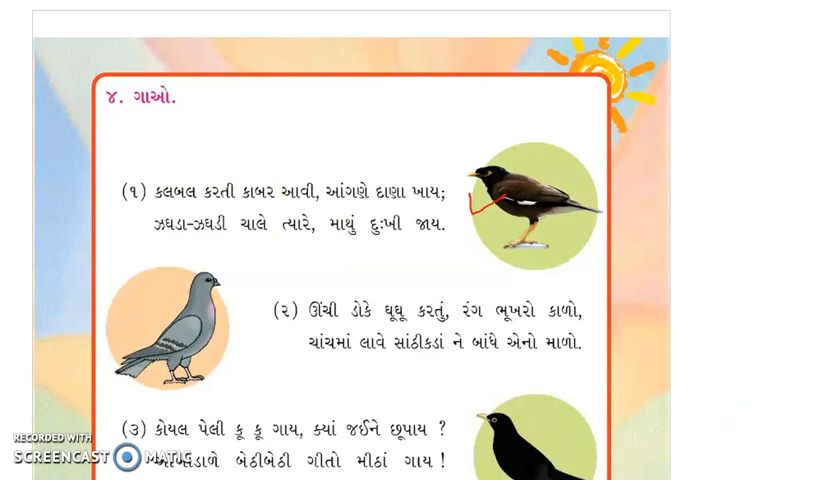 ૪. ગાઓ.
(૧) કલબલ કરતી કાબર આવી, આંગણે દાણા ખાય;
ઝઘડા-ઝઘડી ચાલે ત્યારે, માથું દુઃખી જાય.
(૨) ઊંચી ડોકે ઘૂઘૂ કરતું, રંગ ભૂખરો કાળો,
ચાંચમાં લાવે સાંઠીકડાં ને બાંધે એનો માળો.
(૩) કોયલ પેલી કૂ કૂ ગાય, ક્યાં જઈને છૂપાય ?
બેઠીબેઠી ગીતો મીઠાં ગાય !
RECORDED WITH
SCREENCAST MATIC